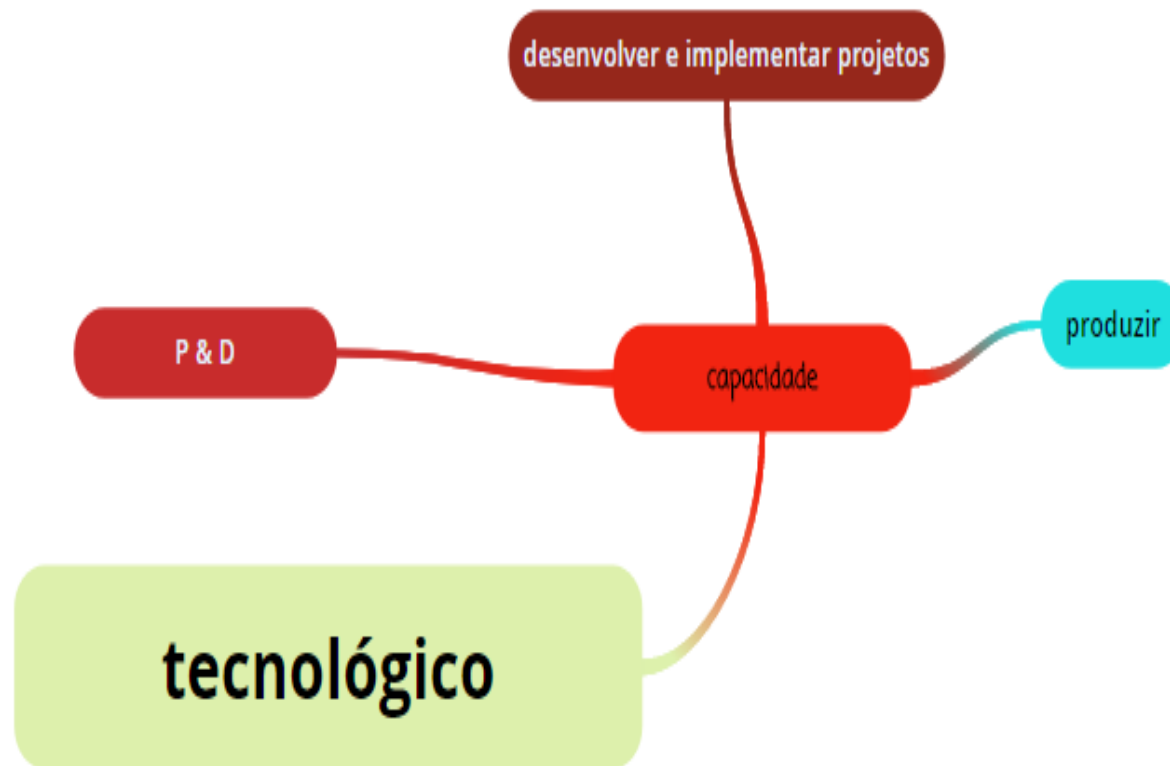 desenvolver e implementar projetos
produzir
P & D
capacidade
tecnológico